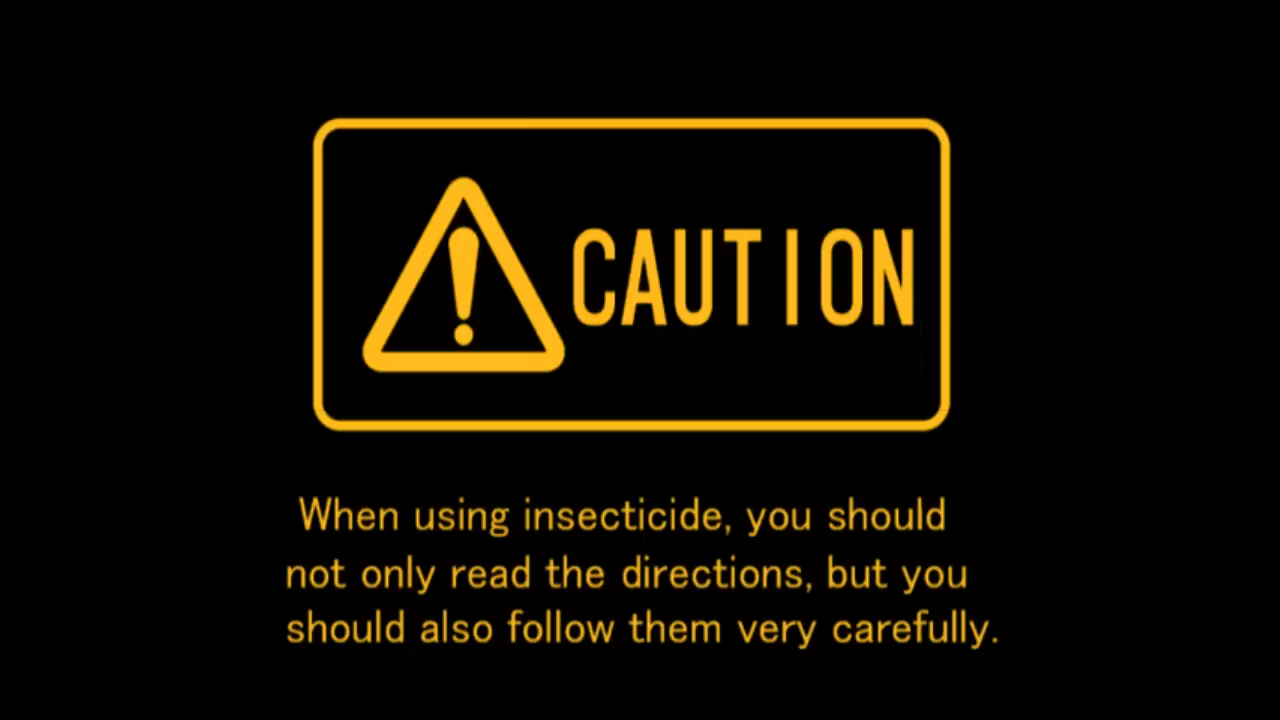 CAUTION
When using insecticide, you should
not only read the directions, but you
should also follow them very carefully.